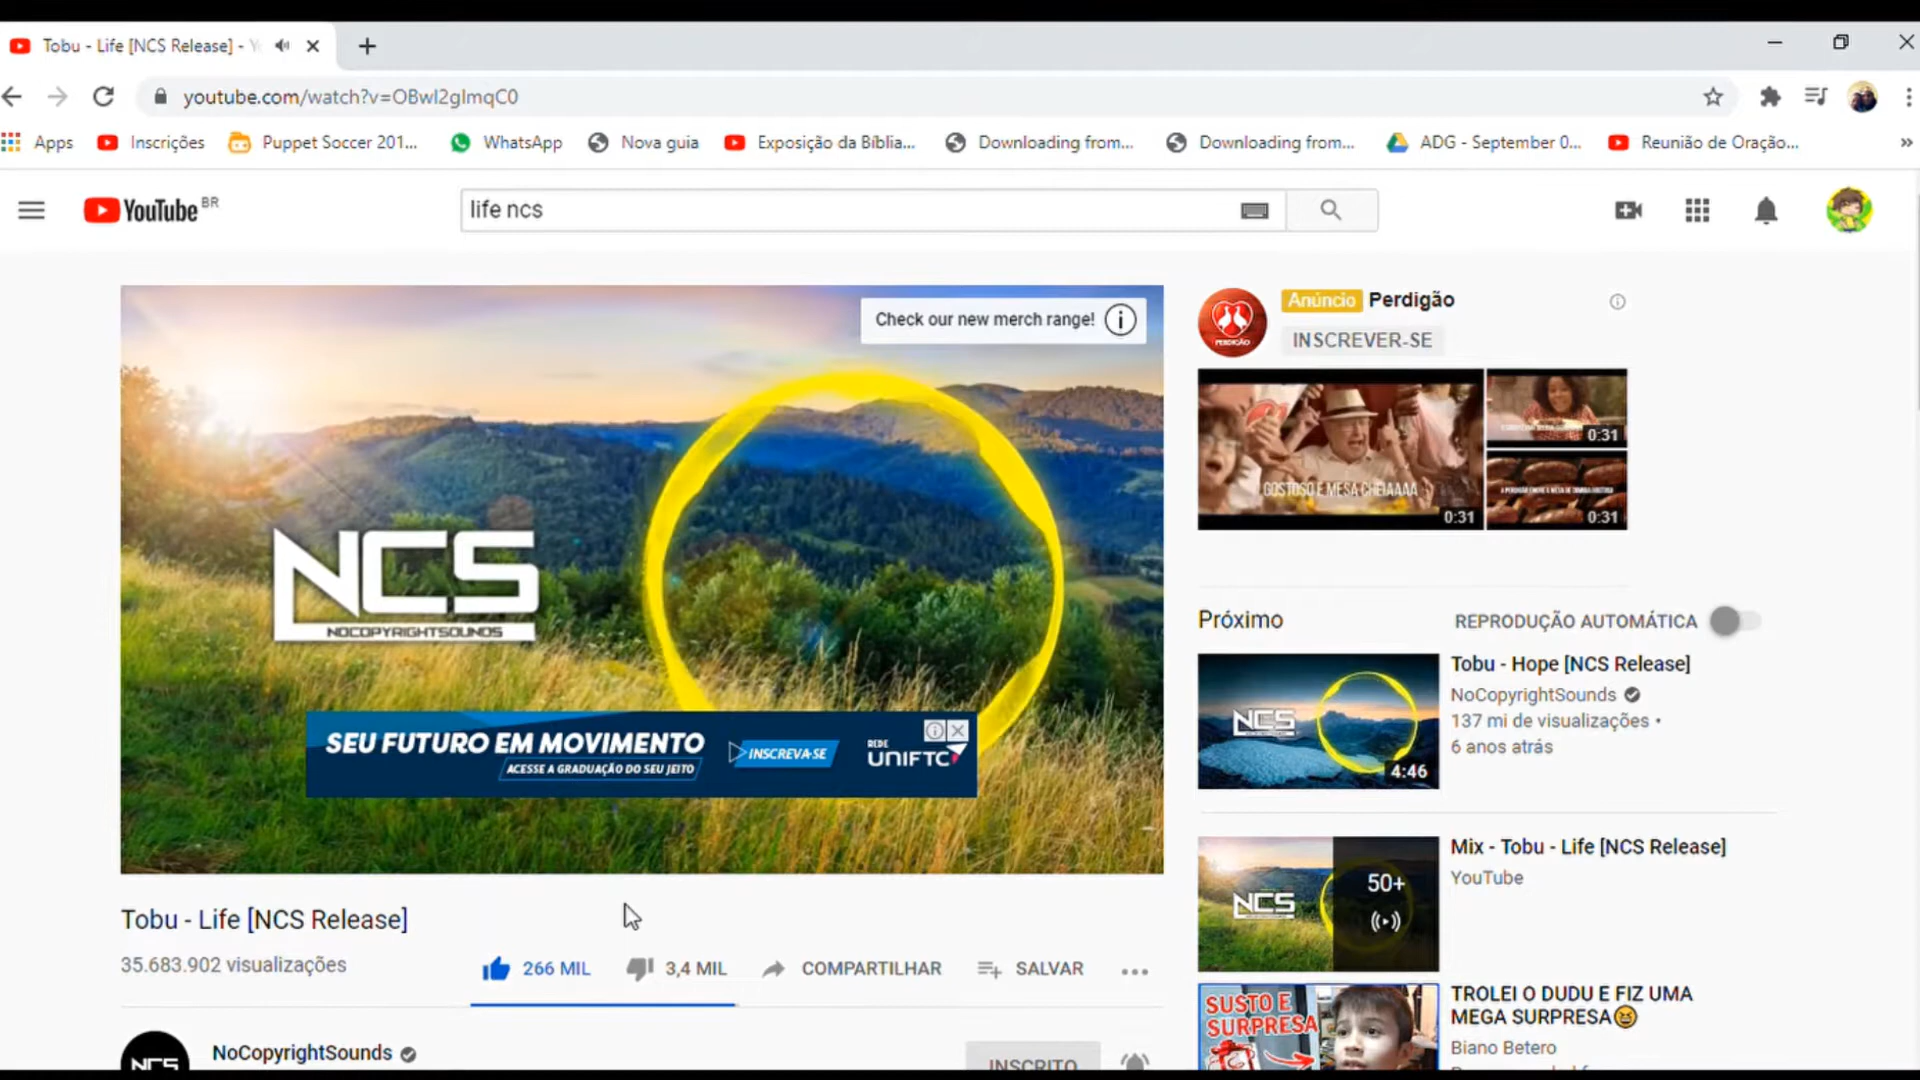 Tobu - Life [NCS Release] - Y
youtube.com/watch?v=OBwI2gImqC0
Apps
Inscrições
Puppet Soccer 201...
WhatsApp
Nova guia
Exposição da Bíblia...
Downloading from...
Downloading from...
ADG - September 0...
Reunião de Oração...
YouTube BR
life ncs
Check our new merch range!
NCS
NOCOPYRIGHTSOUNDS
SEU FUTURO EM MOVIMENTO
ACESSE A GRADUAÇÃO DO SEU JEITO
INSCREVA-SE
REDE
UNIFTC
Tobu - Life [NCS Release]
35.683.902 visualizações
266 MIL
3,4 MIL
COMPARTILHAR
SALVAR
NCS
NoCopyrightSounds
INSCRITO
PERDIGÃO
Anúncio Perdigão
INSCREVER-SE
GOSTOSO É MESA CHEIAAAA
0:31
0:31
0:31
Próximo
REPRODUÇÃO AUTOMÁTICA
NCS
4:46
Tobu - Hope [NCS Release]
NoCopyrightSounds
137 mi de visualizações •
6 anos atrás
NCS
50+
Mix - Tobu - Life [NCS Release]
YouTube
SUSTO E
SURPRESA
TROLEI O DUDU E FIZ UMA
MEGA SURPRESA😆
Biano Betero